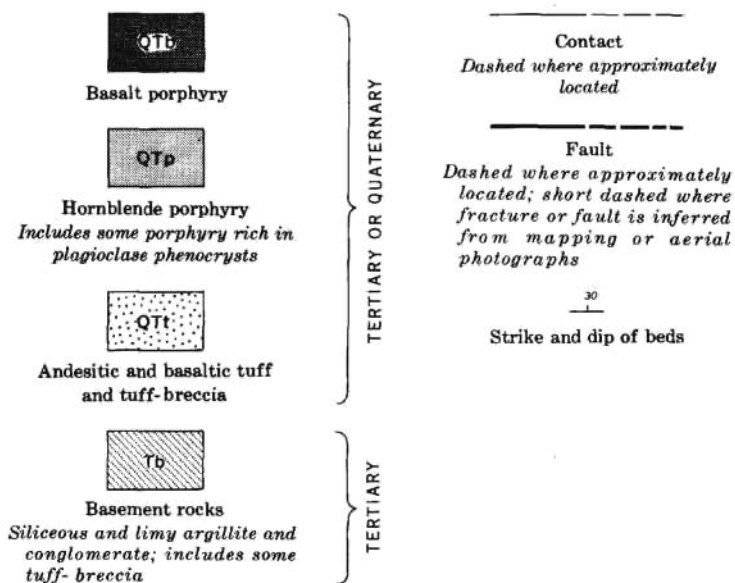 QTb
Basalt porphyry
QTp
Hornblende porphyry
Includes some porphyry rich in
plagioclase phenocrysts
QTt
Andesitic and basaltic tuff
and tuff-breccia
TERTIARY OR QUATERNARY
Tb
Basement rocks
Siliceous and limy argillite and
conglomerate; includes some
tuff-breccia
TERTIARY
Contact
Dashed where approximately
located
Fault
Dashed where approximately
located; short dashed where
fracture or fault is inferred
from mapping or aerial
photographs
30
Strike and dip of beds